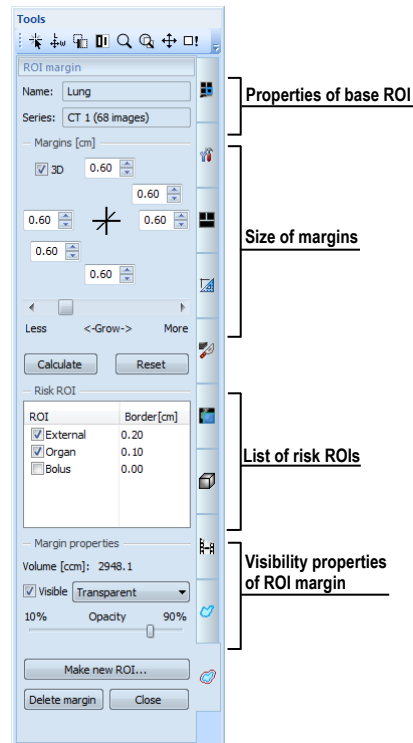 Tools
ROI margin
Name: Lung
Properties of base ROI
Series: CT 1 (68 images)
Margins [cm]
3D 0.60
0.60
0.60 0.60
Size of margins
0.60
0.60
Less <-Grow-> More
Calculate Reset
Risk ROI
ROI Border[cm]
External 0.20
Organ 0.10
List of risk ROIs
Bolus 0.00
Margin properties
Volume [ccm]: 2948.1
Visibility properties
of ROI margin
Visible Transparent
10% Opacity 90%
Make new ROI...
Delete margin Close